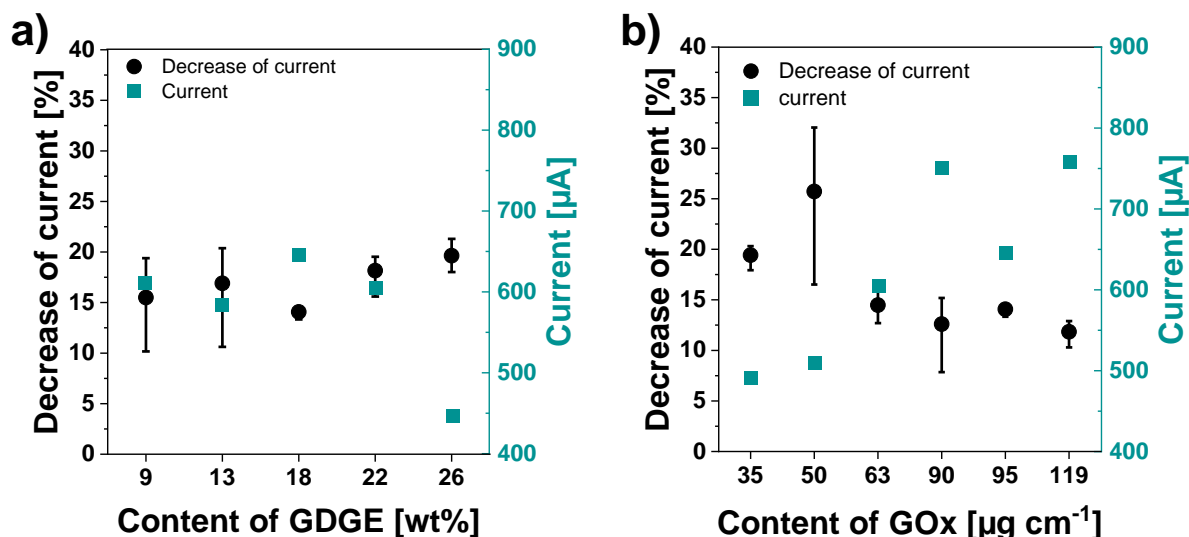 a)
Decrease of current [%]
40
35
30
25
20
15
10
5
0
Decrease of current
Current
900
800
700
600
500
400
Current [µA]
9 13 18 22 26
Content of GDGE [wt%]
b)
Decrease of current [%]
40
35
30
25
20
15
10
5
0
Decrease of current
current
900
800
700
600
500
400
Current [µA]
35 50 63 90 95 119
Content of GOx [µg cm⁻¹]